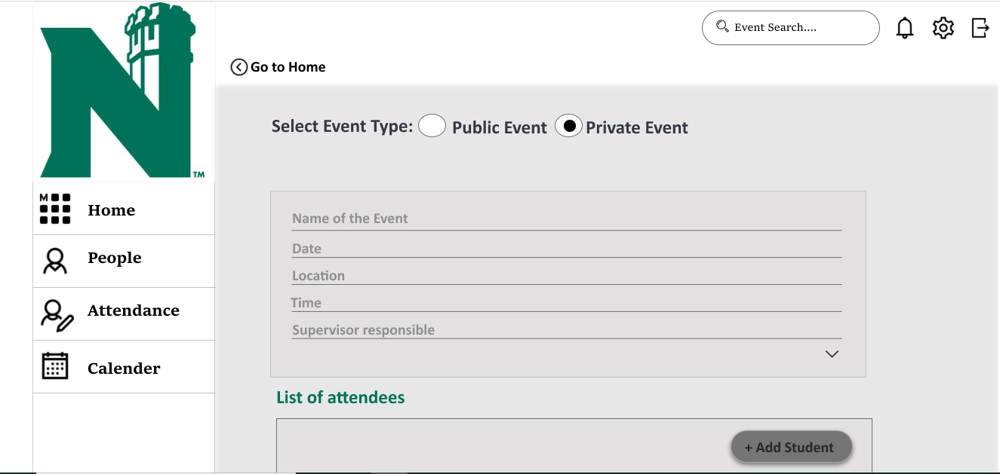 N
TM
Event Search....
Go to Home
Select Event Type: Public Event Private Event
M
Home
People
Attendance
Calender
Name of the Event
Date
Location
Time
Supervisor responsible
List of attendees
+ Add Student